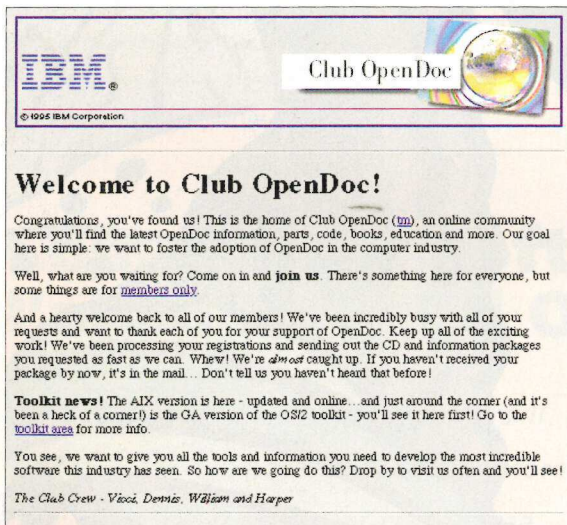 IBM®
Club OpenDoc
© 1995 IBM Corporation
Welcome to Club OpenDoc!
Congratulations, you've found us! This is the home of Club OpenDoc (tm), an online community
where you'll find the latest OpenDoc information, parts, code, books, education and more. Our goal
here is simple: we want to foster the adoption of OpenDoc in the computer industry.
Well, what are you waiting for? Come on in and join us. There's something here for everyone, but
some things are for members only.
And a hearty welcome back to all of our members! We've been incredibly busy with all of your
requests and want to thank each of you for your support of OpenDoc. Keep up all of the exciting
work! We've been processing your registrations and sending out the CD and information packages
you requested as fast as we can. Whew! We're almost caught up. If you haven't received your
package by now, it's in the mail... Don't tell us you haven't heard that before!
Toolkit news! The AIX version is here - updated and online...and just around the corner (and it's
been a heck of a corner!) is the GA version of the OS/2 toolkit - you'll see it here first! Go to the
toolkit area for more info.
You see, we want to give you all the tools and information you need to develop the most incredible
software this industry has seen. So how are we going do this? Drop by to visit us often and you'll see!
The Club Crew - Vicci, Dennis, William and Harper